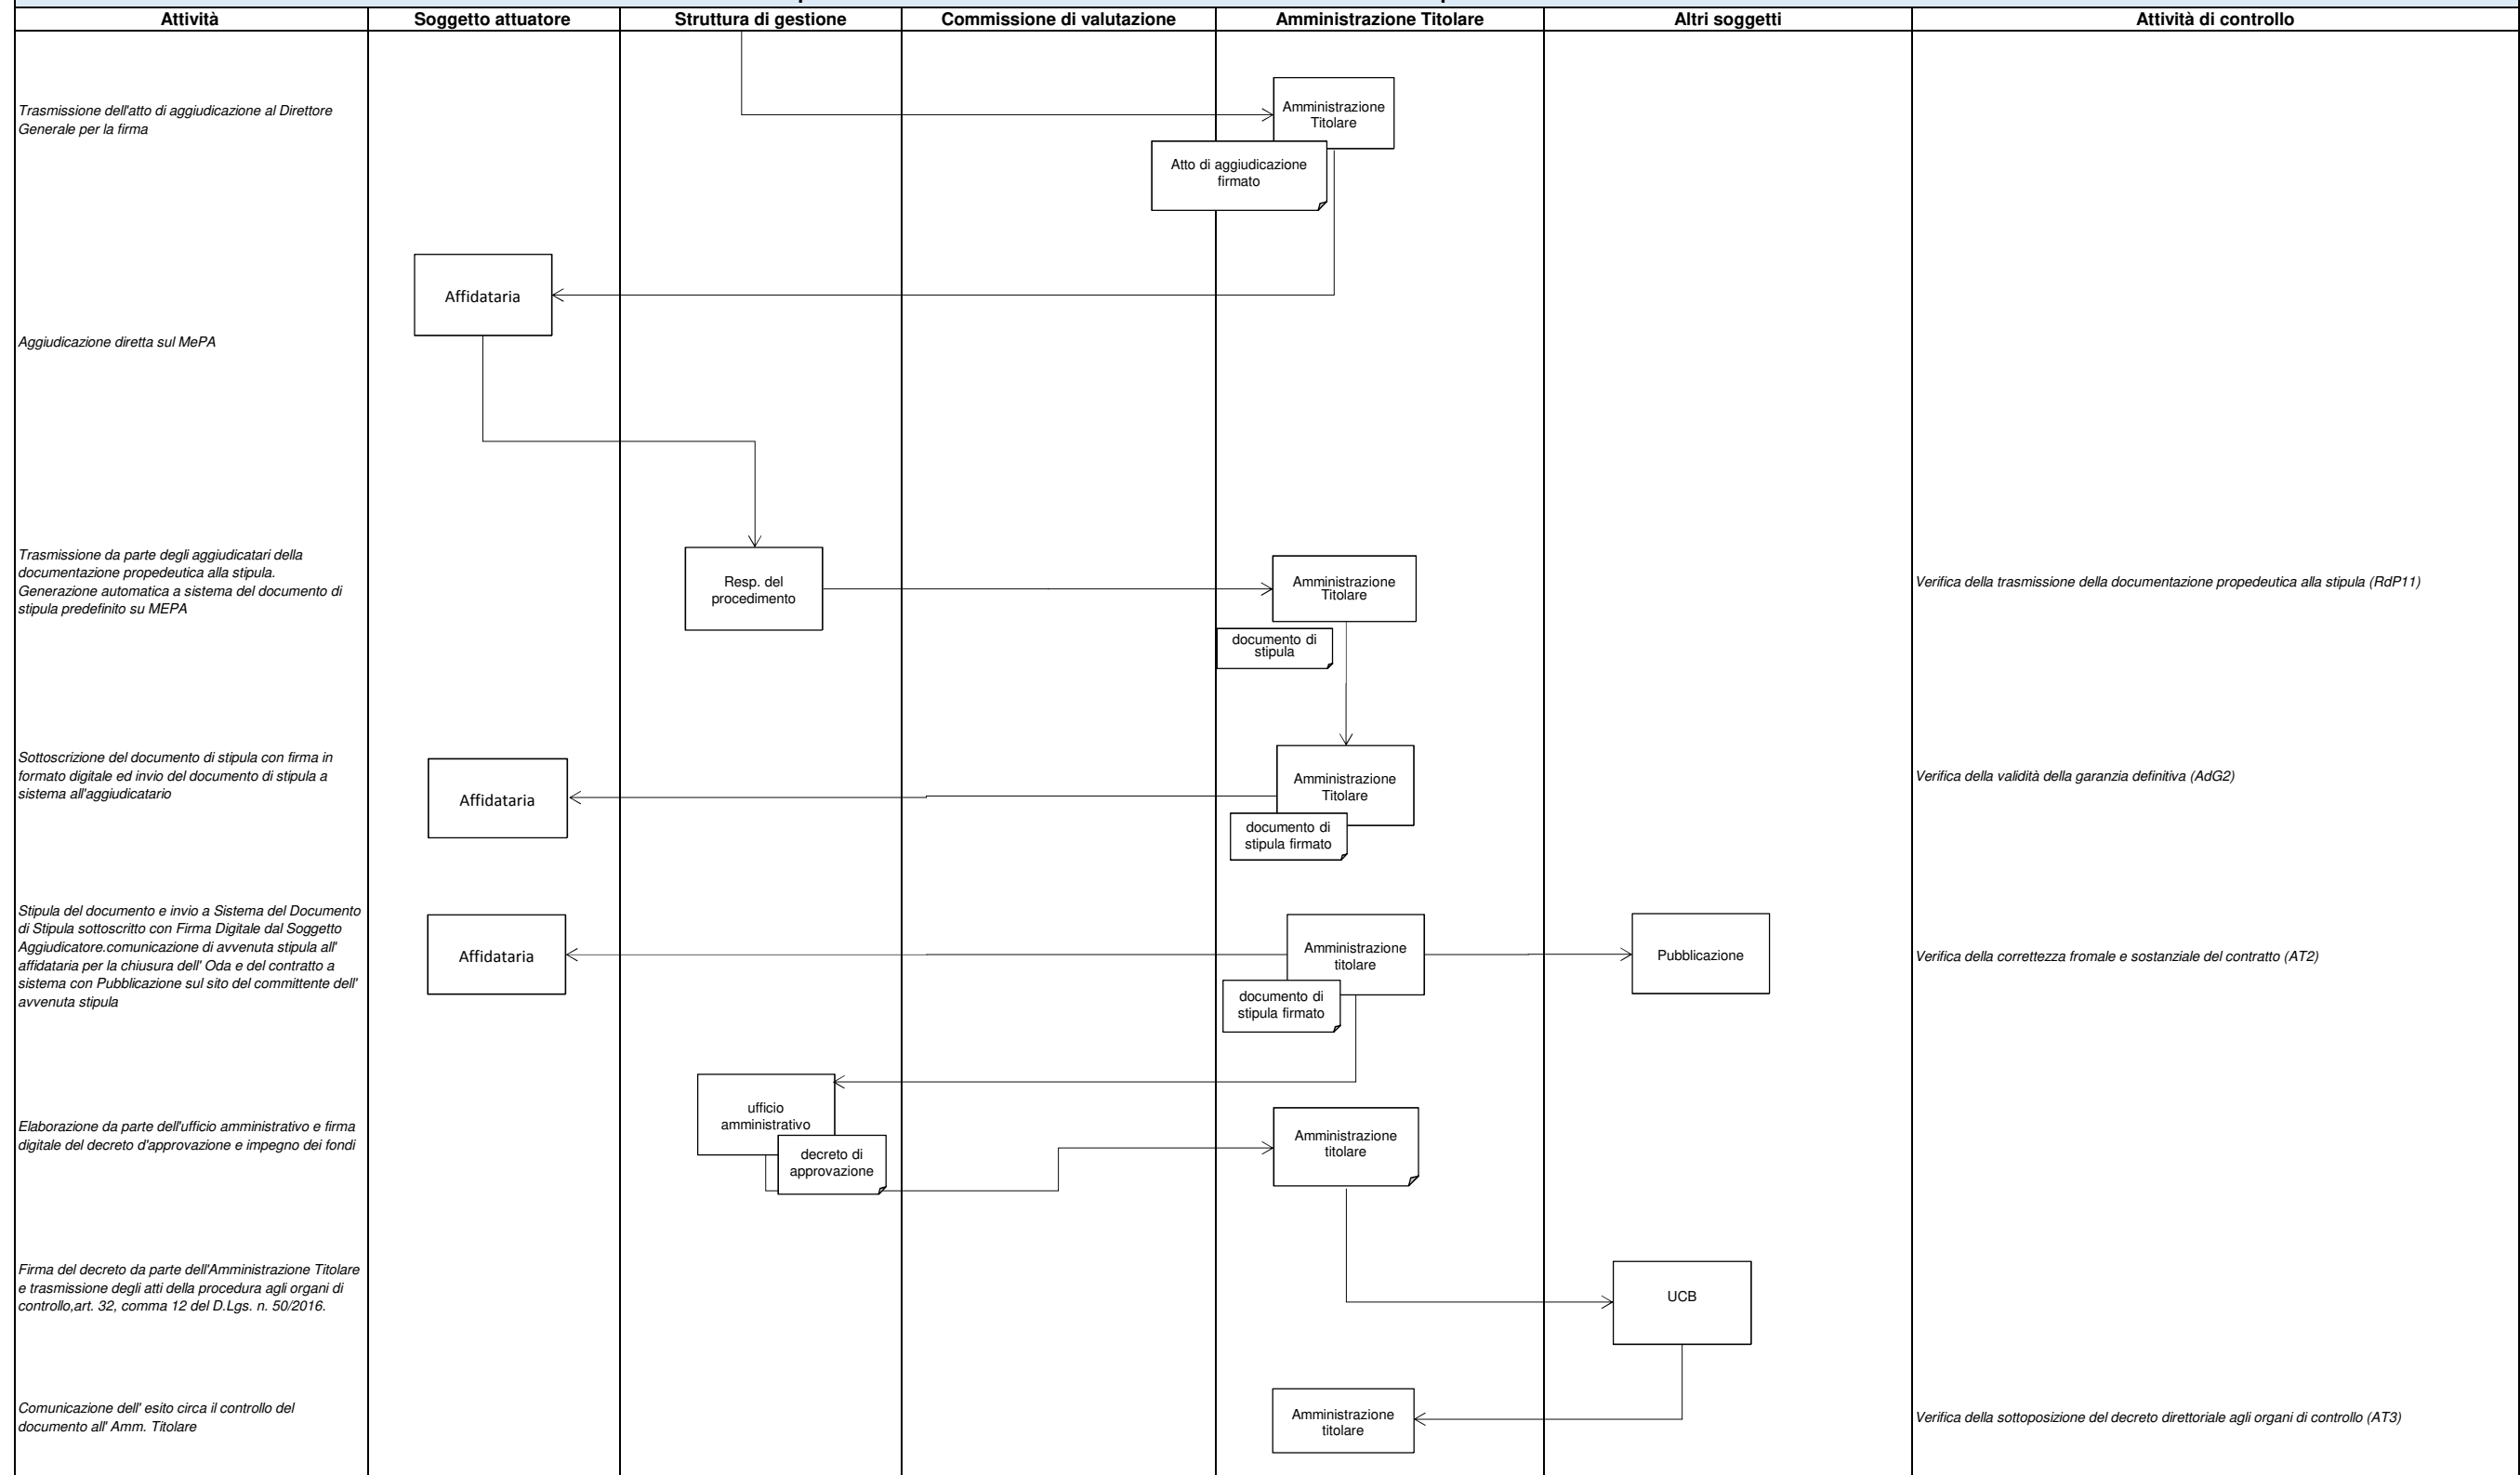 Attività
Soggetto attuatore
Struttura di gestione
Commissione di valutazione
Amministrazione Titolare
Altri soggetti
Attività di controllo
Trasmissione dell'atto di aggiudicazione al Direttore
Generale per la firma
Amministrazione
Titolare
Atto di aggiudicazione
firmato
Affidataria
Aggiudicazione diretta sul MePA
Trasmissione da parte degli aggiudicatari della
documentazione propedeutica alla stipula.
Generazione automatica a sistema del documento di
stipula predefinito su MEPA
Resp. del
procedimento
Amministrazione
Titolare
documento di
stipula
Verifica della trasmissione della documentazione propedeutica alla stipula (RdP11)
Sottoscrizione del documento di stipula con firma in
formato digitale ed invio del documento di stipula a
sistema all'aggiudicatario
Affidataria
Amministrazione
Titolare
documento di
stipula firmato
Verifica della validità della garanzia definitiva (AdG2)
Stipula del documento e invio a Sistema del Documento
di Stipula sottoscritto con Firma Digitale dal Soggetto
Aggiudicatore.comunicazione di avvenuta stipula all'
affidataria per la chiusura dell' Oda e del contratto a
sistema con Pubblicazione sul sito del committente dell'
avvenuta stipula
Affidataria
Amministrazione
titolare
documento di
stipula firmato
Pubblicazione
Verifica della correttezza fromale e sostanziale del contratto (AT2)
Elaborazione da parte dell'ufficio amministrativo e firma
digitale del decreto d'approvazione e impegno dei fondi
ufficio
amministrativo
decreto di
approvazione
Amministrazione
titolare
Firma del decreto da parte dell'Amministrazione Titolare
e trasmissione degli atti della procedura agli organi di
controllo,art. 32, comma 12 del D.Lgs. n. 50/2016.
UCB
Comunicazione dell' esito circa il controllo del
documento all' Amm. Titolare
Amministrazione
titolare
Verifica della sottoposizione del decreto direttoriale agli organi di controllo (AT3)